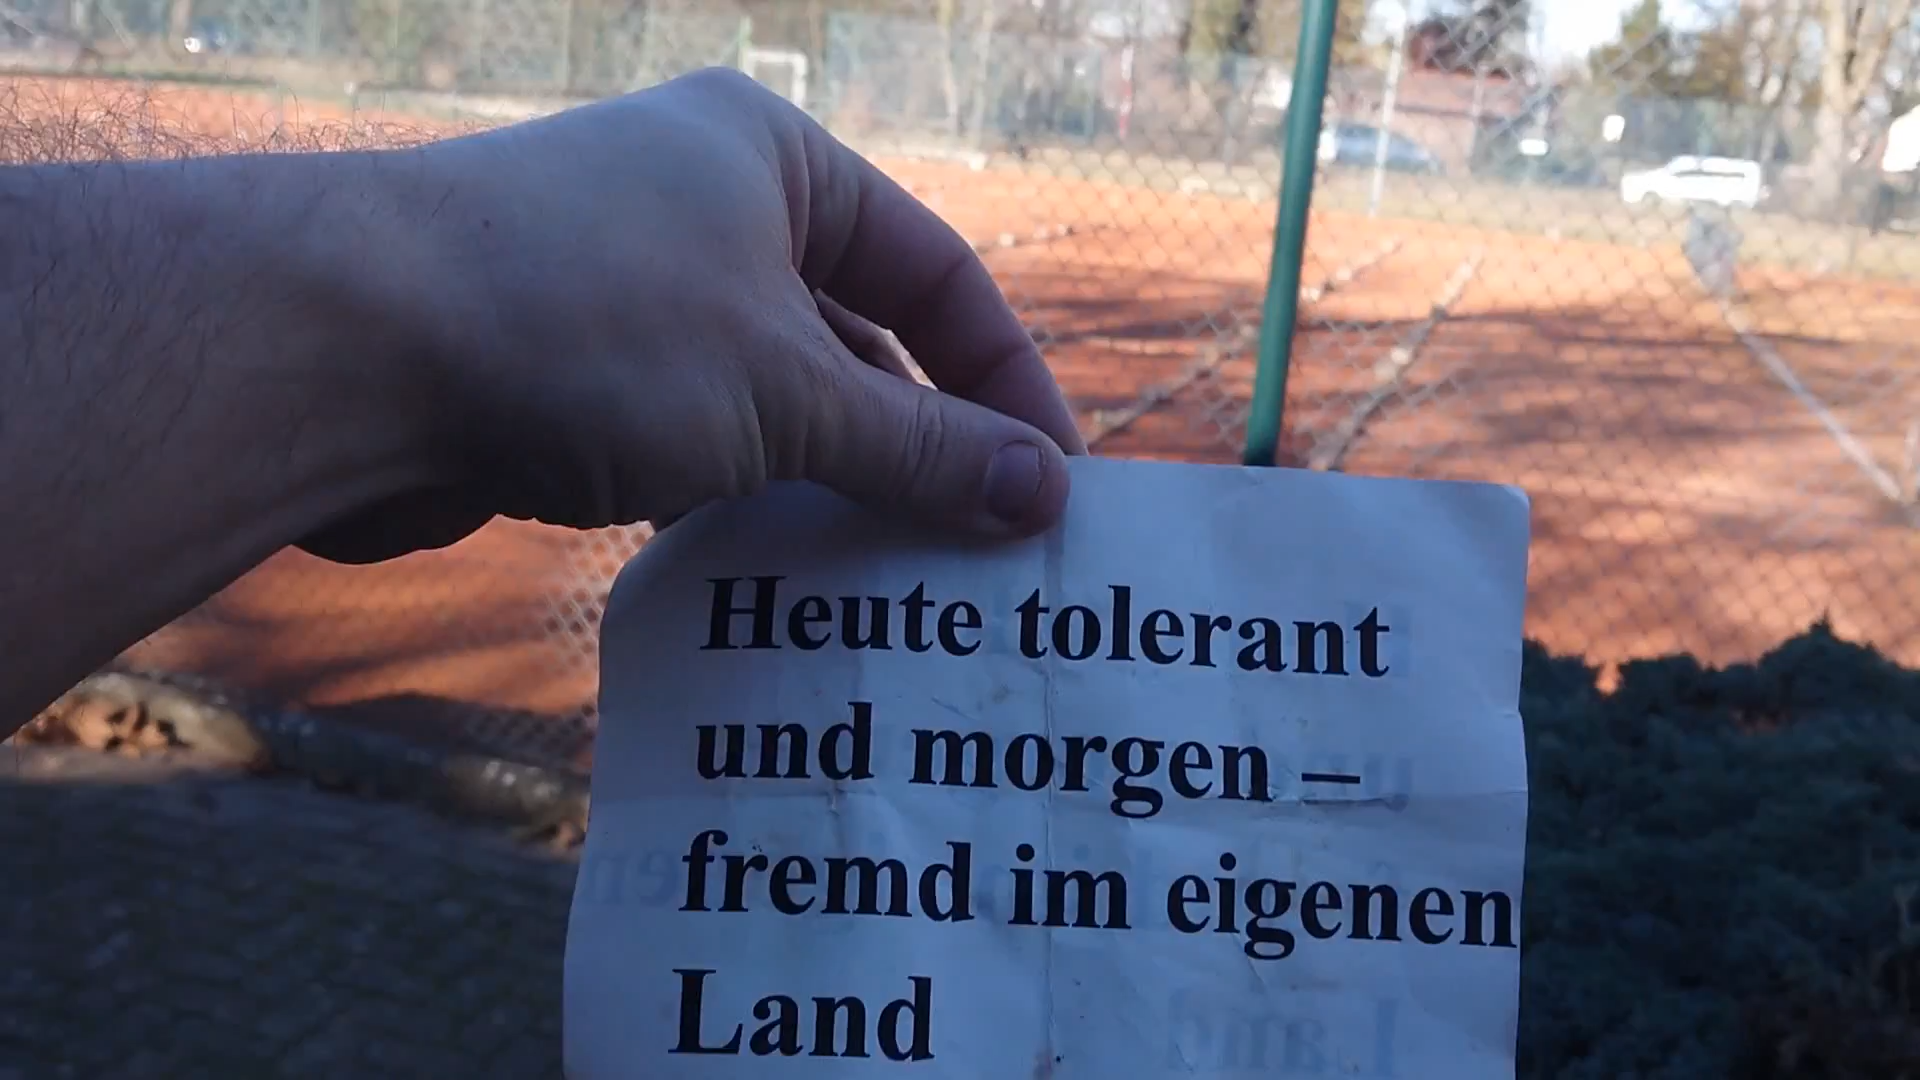 Heute tolerant
und morgen –
fremd im eigenen
Land